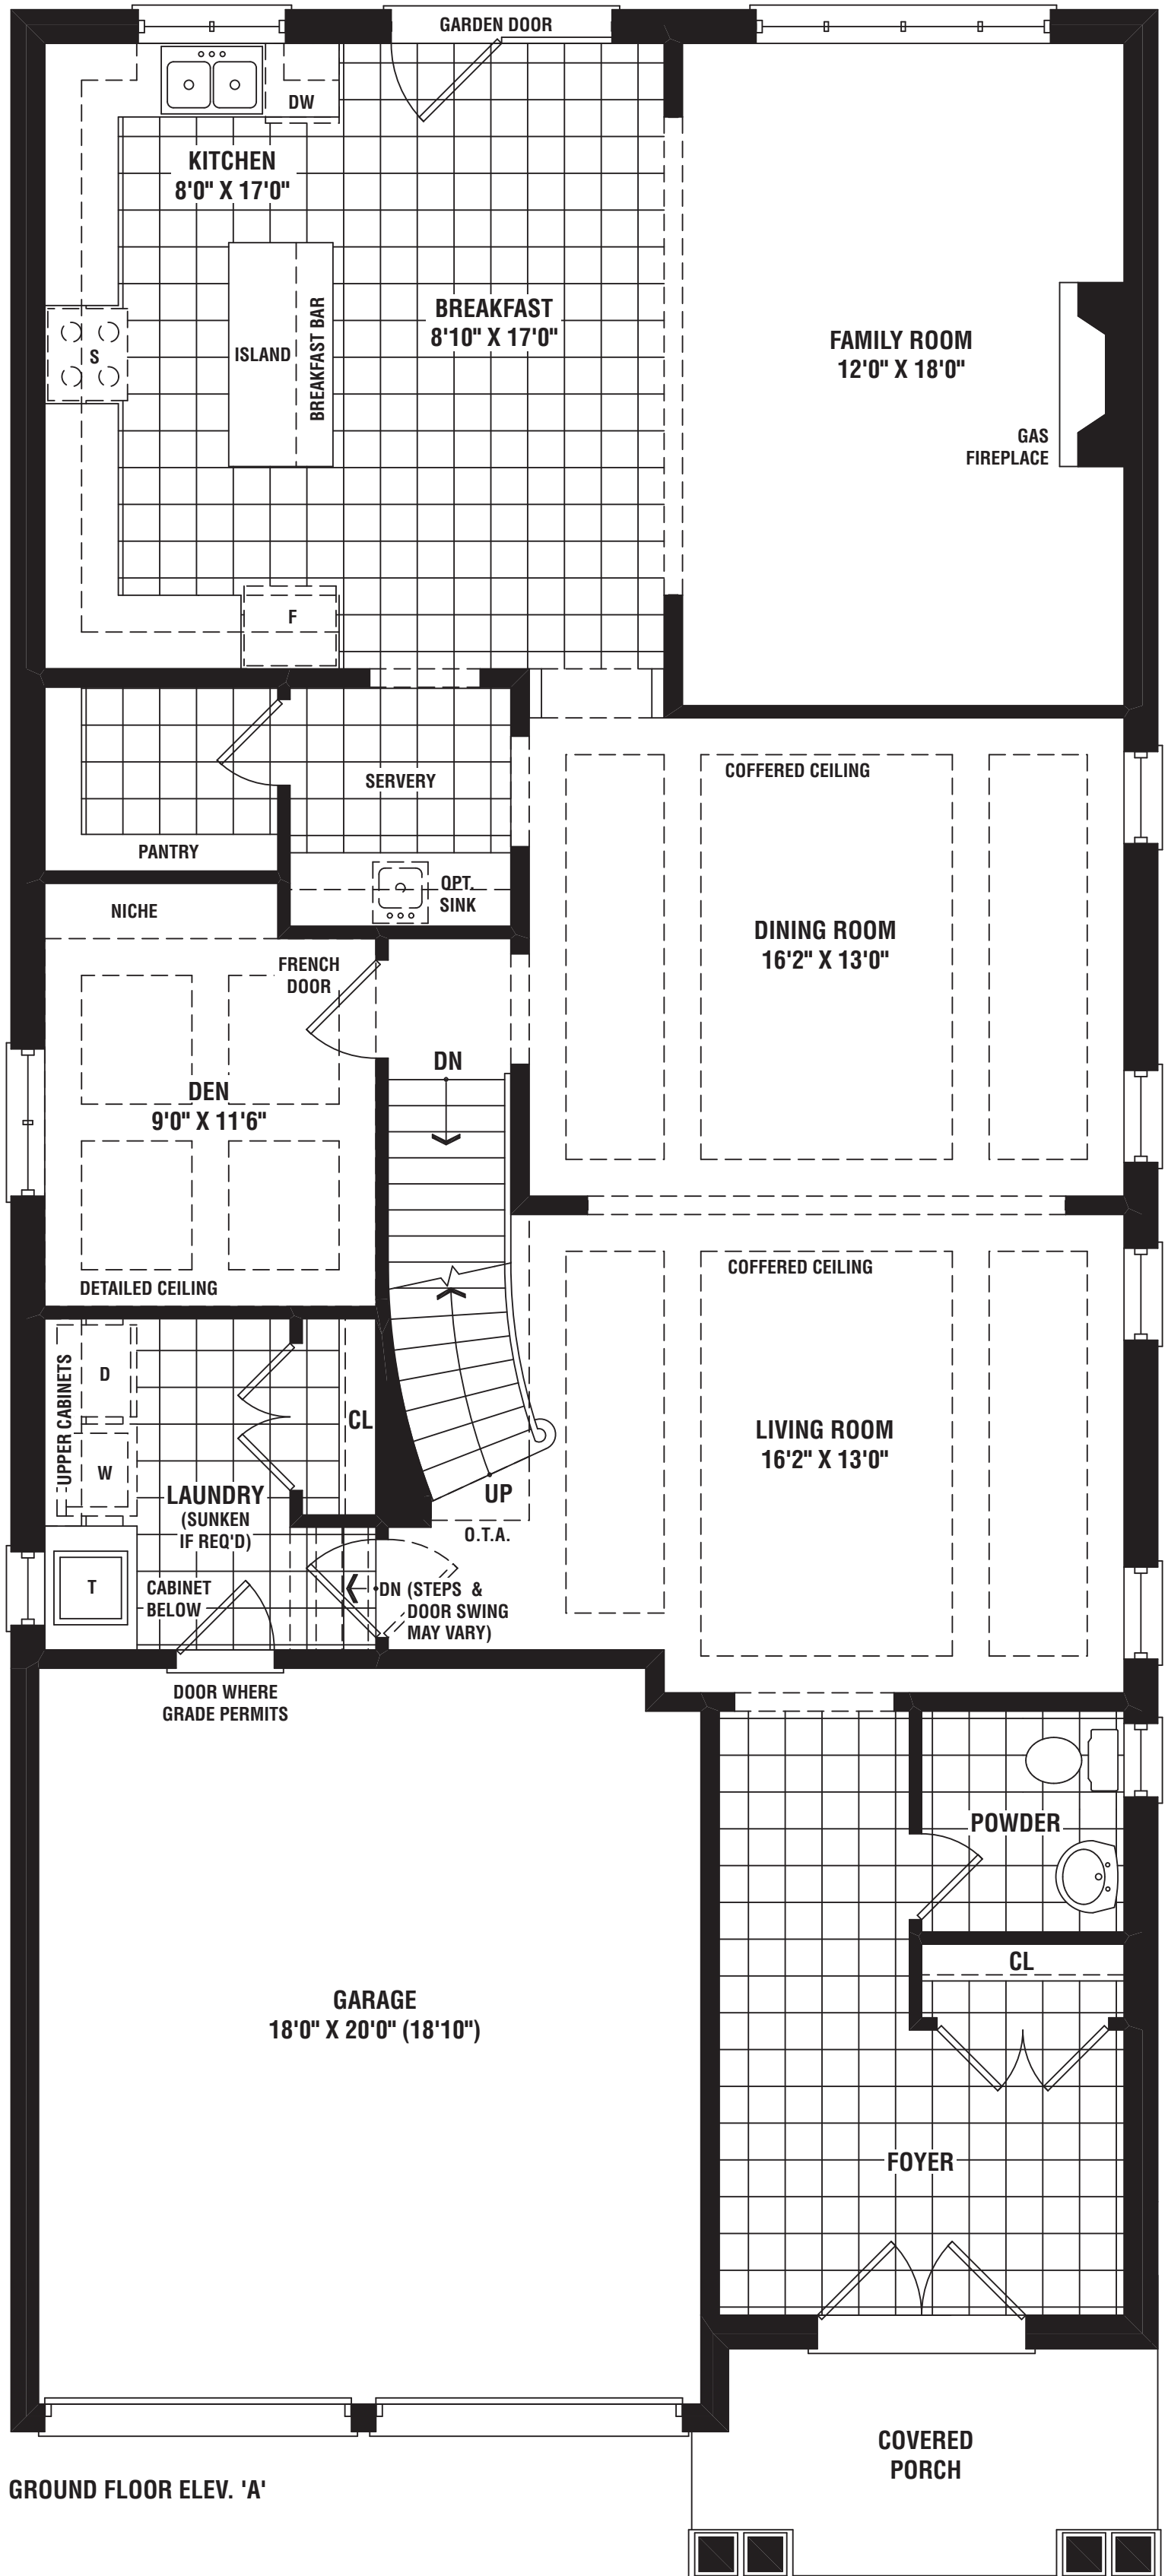 GARDEN DOOR
DW
KITCHEN
8'0" X 17'0"
BREAKFAST
8'10" X 17'0"
FAMILY ROOM
12'0" X 18'0"
S
ISLAND
BREAKFAST BAR
GAS
FIREPLACE
F
SERVERY
COFFERED CEILING
PANTRY
OPT.
SINK
NICHE
DINING ROOM
16'2" X 13'0"
FRENCH
DOOR
DN
DEN
9'0" X 11'6"
DETAILED CEILING
COFFERED CEILING
UPPER CABINETS
D
CL
W
LIVING ROOM
16'2" X 13'0"
LAUNDRY
(SUNKEN
IF REQ'D)
UP
O.T.A.
T
CABINET
BELOW
DN (STEPS &
DOOR SWING
MAY VARY)
DOOR WHERE
GRADE PERMITS
POWDER
CL
GARAGE
18'0" X 20'0" (18'10")
FOYER
COVERED
PORCH
GROUND FLOOR ELEV. 'A'